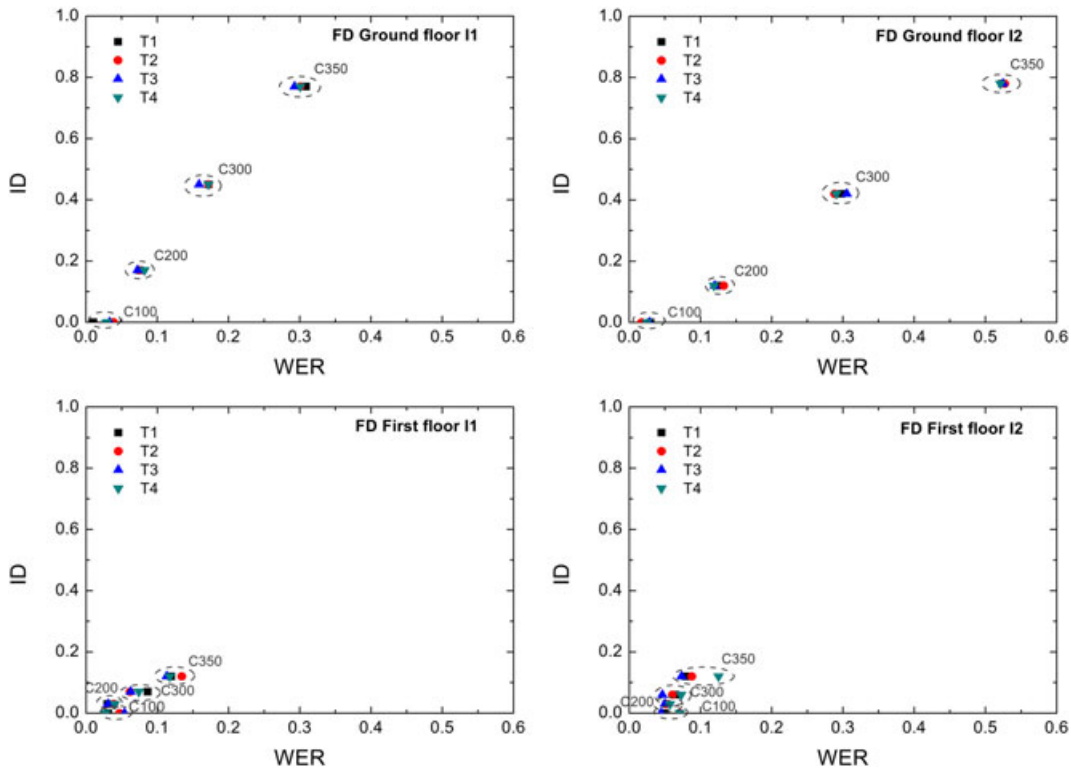 FD Ground floor I1
T1
T2
T3
T4
C350
C300
C200
C100
1.0
0.8
0.6
0.4
0.2
0.0
ID
0.0 0.1 0.2 0.3 0.4 0.5 0.6
WER
FD Ground floor I2
T1
T2
T3
T4
C350
C300
C200
C100
1.0
0.8
0.6
0.4
0.2
0.0
ID
0.0 0.1 0.2 0.3 0.4 0.5 0.6
WER
FD First floor I1
T1
T2
T3
T4
C350
C200
C300
C100
1.0
0.8
0.6
0.4
0.2
0.0
ID
0.0 0.1 0.2 0.3 0.4 0.5 0.6
WER
FD First floor I2
T1
T2
T3
T4
C350
C300
C200
C100
1.0
0.8
0.6
0.4
0.2
0.0
ID
0.0 0.1 0.2 0.3 0.4 0.5 0.6
WER